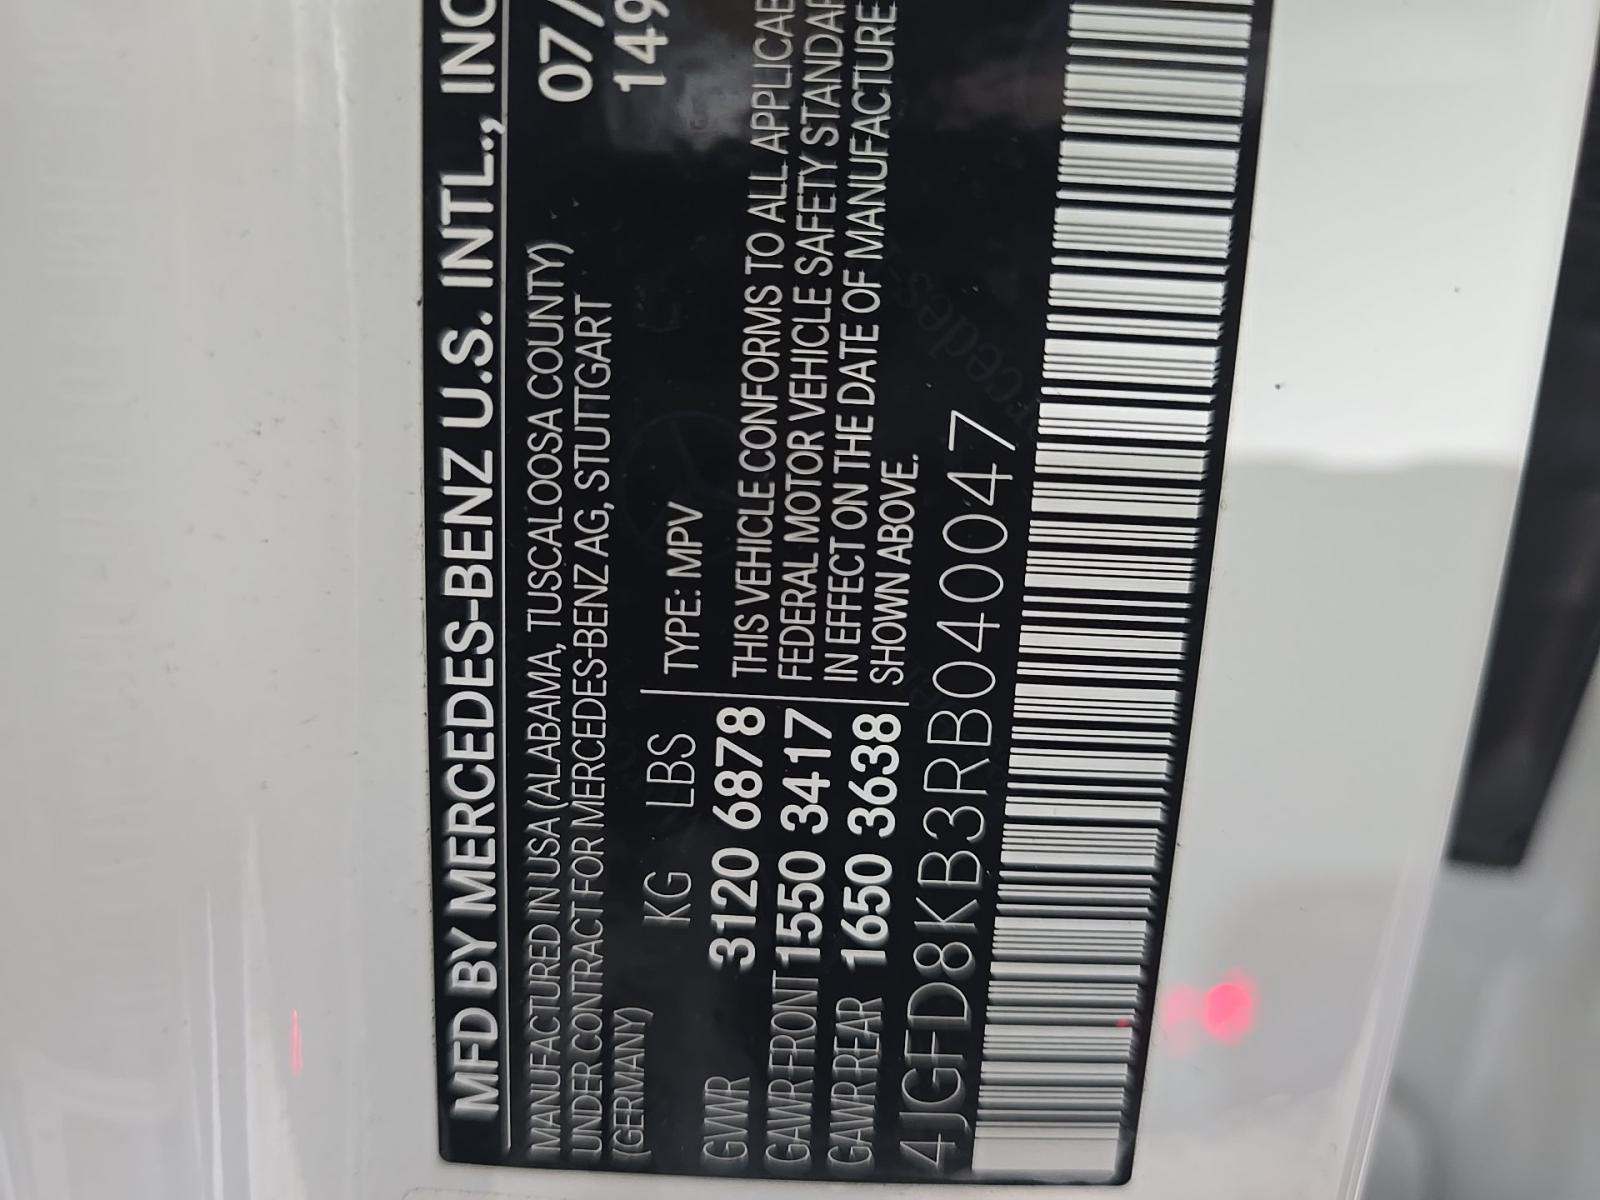 MFD BY MERCEDES-BENZ U.S. INTL., INC
MANUFACTURED IN USA (ALABAMA, TUSCALOOSA COUNTY) 07/
UNDER CONTRACT FOR MERCEDES-BENZ AG, STUTTGART 149
(GERMANY)
KG LBS TYPE: MPV
GVWR 3120 6878
GAWR FRONT 1550 3417
GAWR REAR 1650 3638
THIS VEHICLE CONFORMS TO ALL APPLICAB
FEDERAL MOTOR VEHICLE SAFETY STANDAR
IN EFFECT ON THE DATE OF MANUFACTURE
SHOWN ABOVE.
4JGFD8KB3RB040047